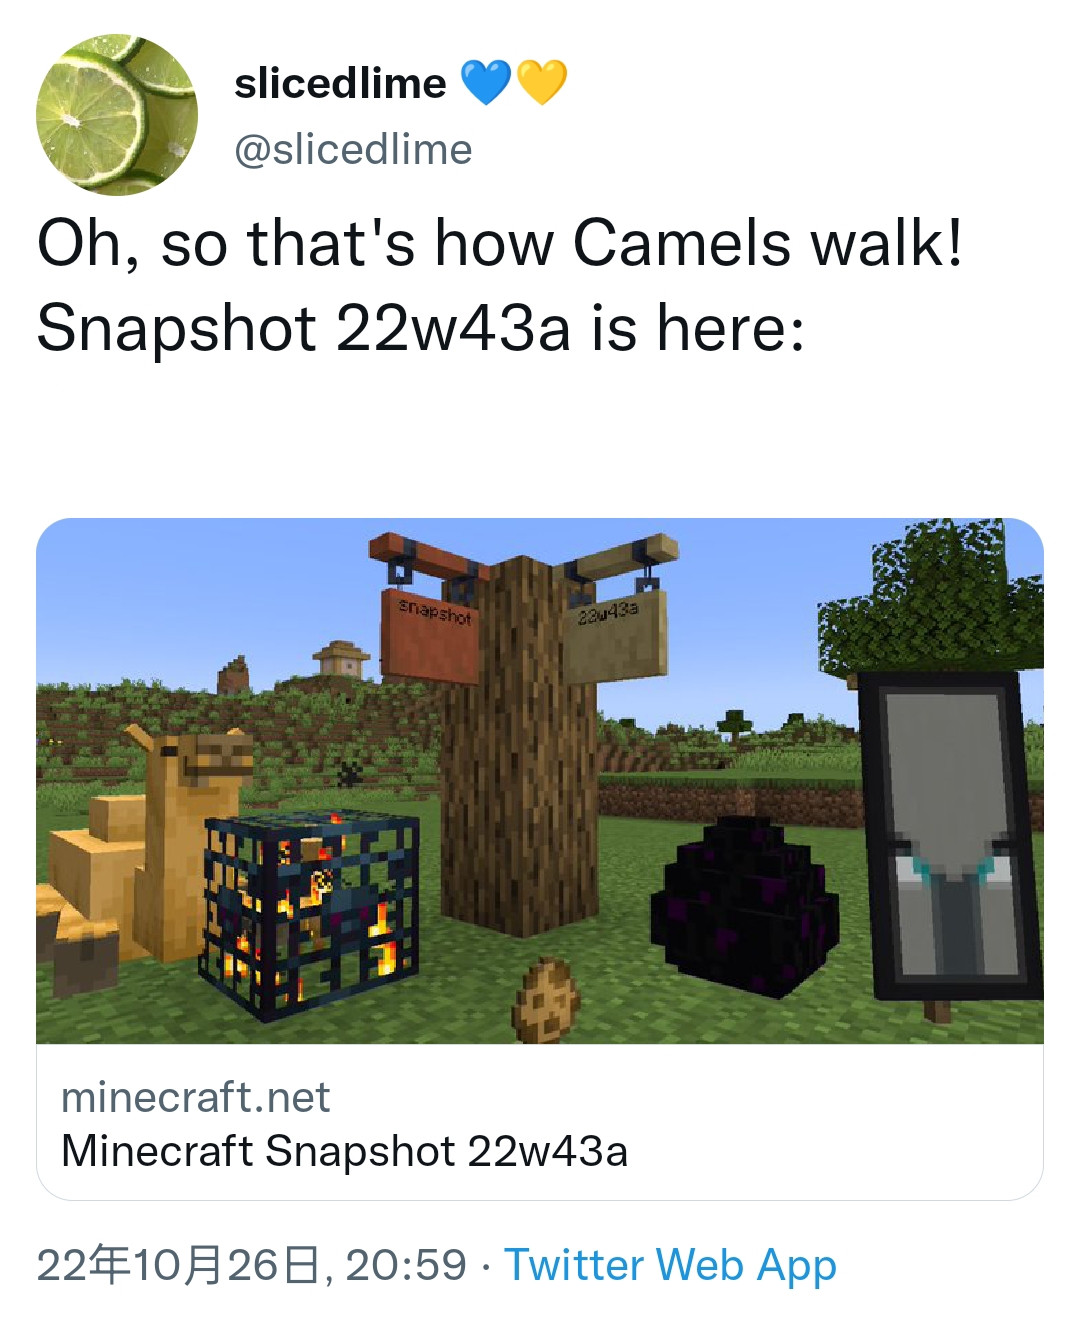 slicedlime 💙💛
@slicedlime
Oh, so that's how Camels walk!
Snapshot 22w43a is here:
snapshot
22w43a
minecraft.net
Minecraft Snapshot 22w43a
22年10月26日, 20:59 · Twitter Web App